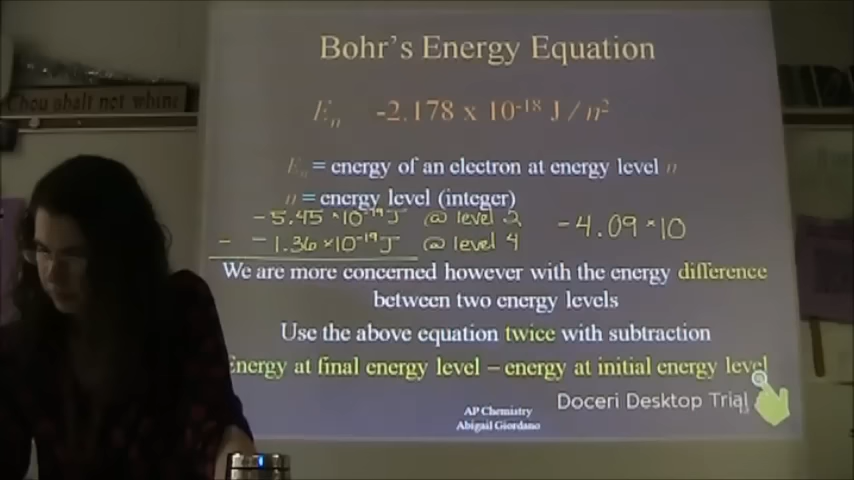 Bohr's Energy Equation
Thou shalt not whine
Eₙ -2.178 x 10⁻¹⁸ J / n²
Eₙ = energy of an electron at energy level n
n = energy level (integer)
-5.45 × 10⁻¹⁹ J @ level 2 -4.09 × 10
- -1.36 × 10⁻¹⁹ J @ level 4
We are more concerned however with the energy difference
between two energy levels
Use the above equation twice with subtraction
Energy at final energy level – energy at initial energy level
Doceri Desktop Trial
AP Chemistry
Abigail Giordano